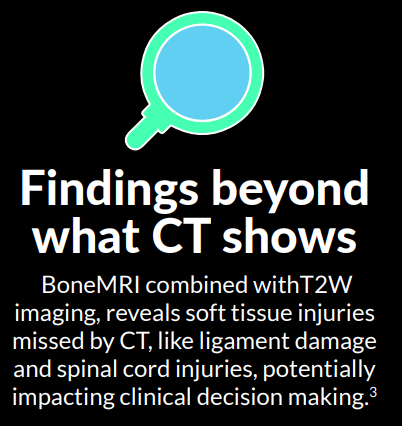 Findings beyond
what CT shows
BoneMRI combined withT2W
imaging, reveals soft tissue injuries
missed by CT, like ligament damage
and spinal cord injuries, potentially
impacting clinical decision making.³